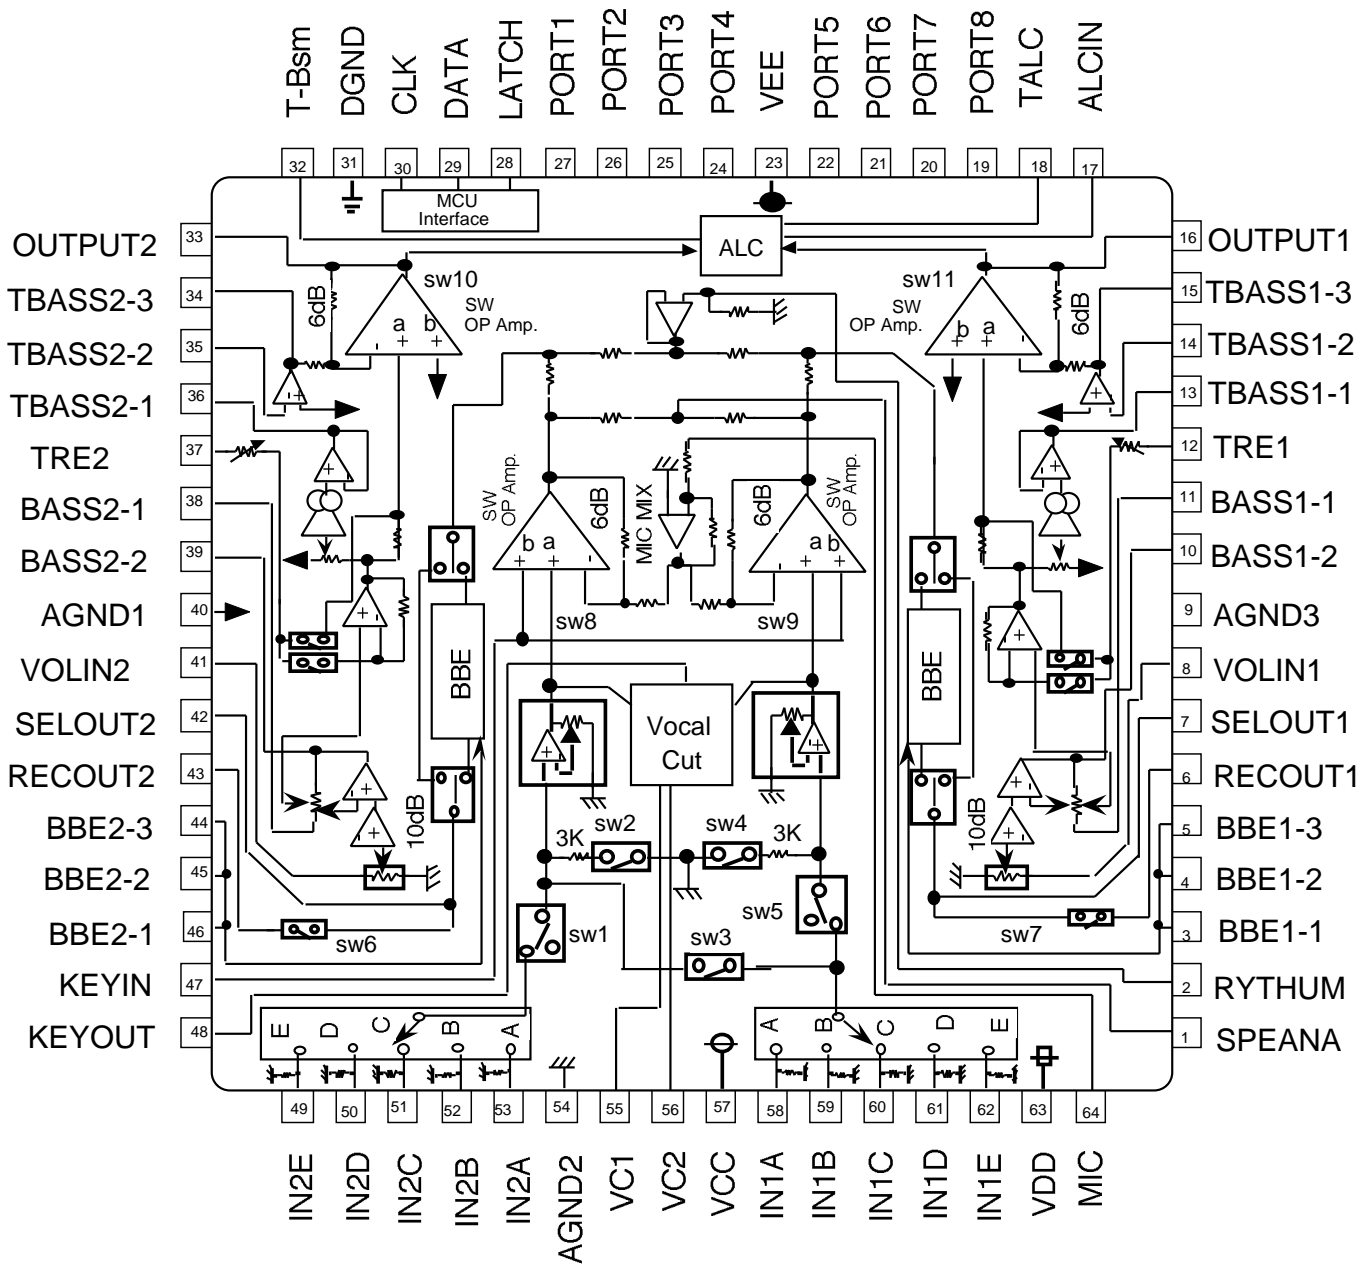 T-Bsm
DGND
CLK
DATA
LATCH
PORT1
PORT2
PORT3
PORT4
VEE
PORT5
PORT6
PORT7
PORT8
TALC
ALCIN
32 31 30 29 28 27 26 25 24 23 22 21 20 19 18 17
MCU
Interface
ALC
OUTPUT2 33
TBASS2-3 34
TBASS2-2 35
TBASS2-1 36
TRE2 37
BASS2-1 38
BASS2-2 39
AGND1 40
VOLIN2 41
SELOUT2 42
RECOUT2 43
BBE2-3 44
BBE2-2 45
BBE2-1 46
KEYIN 47
KEYOUT 48
16 OUTPUT1
15 TBASS1-3
14 TBASS1-2
13 TBASS1-1
12 TRE1
11 BASS1-1
10 BASS1-2
9 AGND3
8 VOLIN1
7 SELOUT1
6 RECOUT1
5 BBE1-3
4 BBE1-2
3 BBE1-1
2 RYTHUM
1 SPEANA
sw10
SW
OP Amp.
6dB
- a + b +
sw11
SW
OP Amp.
6dB
b + a + -
- +
- +
+ -
- +
SW
OP Amp.
6dB
MIC MIX
6dB
SW
OP Amp.
b + a + -
- a + b +
sw8
sw9
+ -
- +
BBE
BBE
Vocal
Cut
+ -
- +
10dB
10dB
- +
- +
+ -
+ -
3K
sw2
sw4
3K
sw5
sw1
sw3
sw6
sw7
E D C B A
A B C D E
49 50 51 52 53 54 55 56 57 58 59 60 61 62 63 64
IN2E
IN2D
IN2C
IN2B
IN2A
AGND2
VC1
VC2
VCC
IN1A
IN1B
IN1C
IN1D
IN1E
VDD
MIC